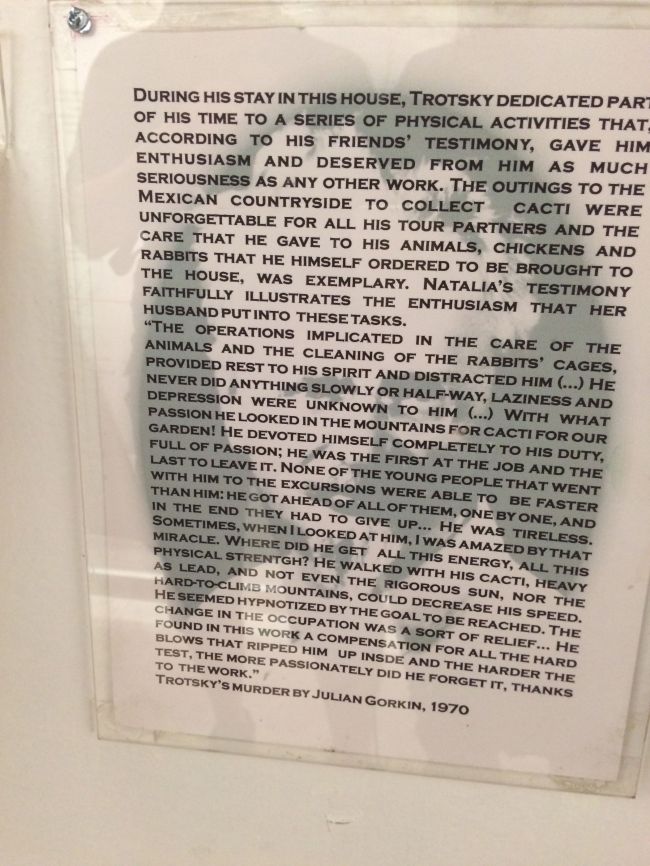 DURING HIS STAY IN THIS HOUSE, TROTSKY DEDICATED PART
OF HIS TIME TO A SERIES OF PHYSICAL ACTIVITIES THAT,
ACCORDING TO HIS FRIENDS' TESTIMONY, GAVE HIM
ENTHUSIASM AND DESERVED FROM HIM AS MUCH
SERIOUSNESS AS ANY OTHER WORK. THE OUTINGS TO THE
MEXICAN COUNTRYSIDE TO COLLECT CACTI WERE
UNFORGETTABLE FOR ALL HIS TOUR PARTNERS AND THE
CARE THAT HE GAVE TO HIS ANIMALS, CHICKENS AND
RABBITS THAT HE HIMSELF ORDERED TO BE BROUGHT TO
THE HOUSE, WAS EXEMPLARY. NATALIA'S TESTIMONY
FAITHFULLY ILLUSTRATES THE ENTHUSIASM THAT HER
HUSBAND PUT INTO THESE TASKS.
"THE OPERATIONS IMPLICATED IN THE CARE OF THE
ANIMALS AND THE CLEANING OF THE RABBITS' CAGES,
PROVIDED REST TO HIS SPIRIT AND DISTRACTED HIM (...) HE
NEVER DID ANYTHING SLOWLY OR HALF-WAY, LAZINESS AND
DEPRESSION WERE UNKNOWN TO HIM (...) WITH WHAT
PASSION HE LOOKED IN THE MOUNTAINS FOR CACTI FOR OUR
GARDEN! HE DEVOTED HIMSELF COMPLETELY TO HIS DUTY,
FULL OF PASSION; HE WAS THE FIRST AT THE JOB AND THE
LAST TO LEAVE IT. NONE OF THE YOUNG PEOPLE THAT WENT
WITH HIM TO THE EXCURSIONS WERE ABLE TO BE FASTER
THAN HIM: HE GOT AHEAD OF ALL OF THEM, ONE BY ONE, AND
IN THE END THEY HAD TO GIVE UP... HE WAS TIRELESS.
SOMETIMES, WHEN I LOOKED AT HIM, I WAS AMAZED BY THAT
MIRACLE. WHERE DID HE GET ALL THIS ENERGY, ALL THIS
PHYSICAL STRENTGH? HE WALKED WITH HIS CACTI, HEAVY
AS LEAD, AND NOT EVEN THE RIGOROUS SUN, NOR THE
HARD-TO-CLIMB MOUNTAINS, COULD DECREASE HIS SPEED.
HE SEEMED HYPNOTIZED BY THE GOAL TO BE REACHED. THE
CHANGE IN THE OCCUPATION WAS A SORT OF RELIEF... HE
FOUND IN THIS WORK A COMPENSATION FOR ALL THE HARD
BLOWS THAT RIPPED HIM UP INSDE AND THE HARDER THE
TEST, THE MORE PASSIONATELY DID HE FORGET IT, THANKS
TO THE WORK."
TROTSKY'S MURDER BY JULIAN GORKIN, 1970